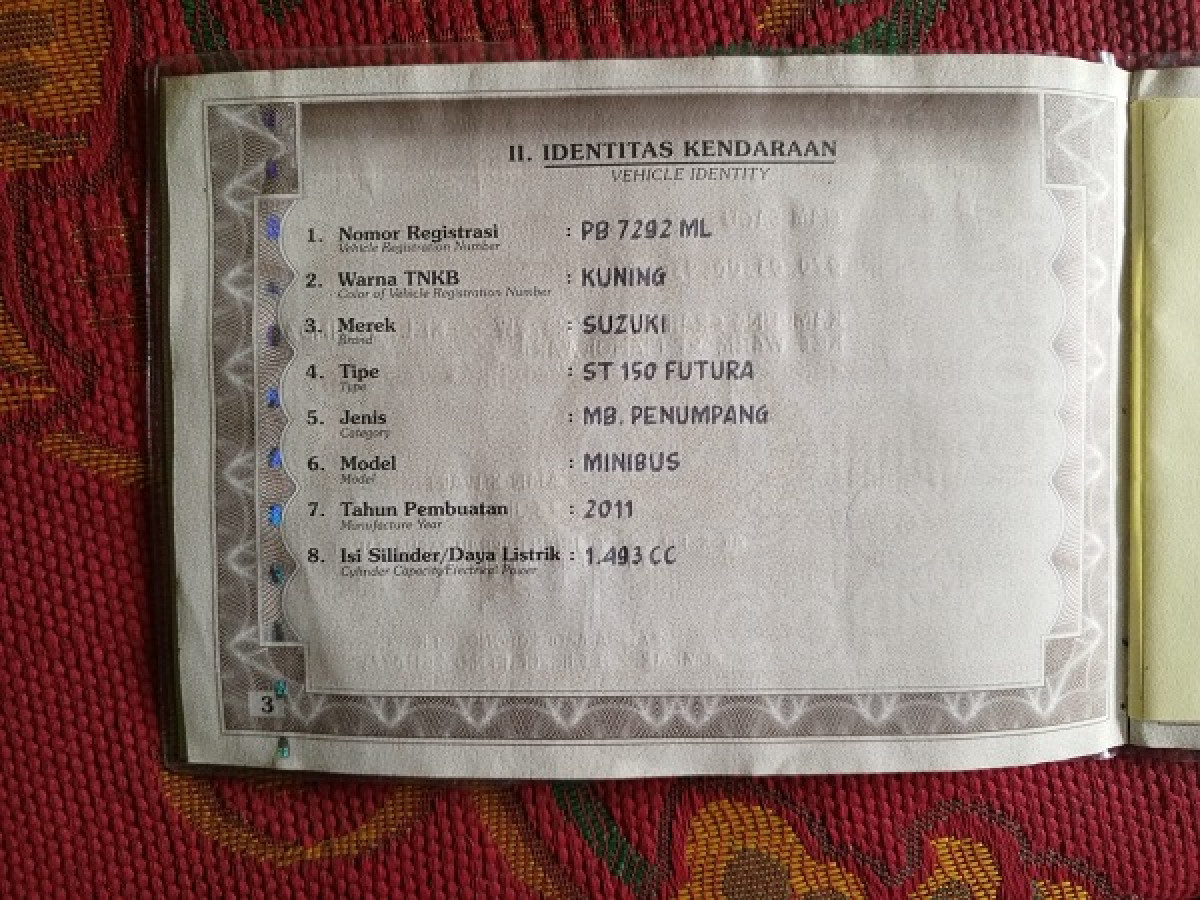 II. IDENTITAS KENDARAAN
VEHICLE IDENTITY
1. Nomor Registrasi : PB 7292 ML
Vehicle Registration Number
2. Warna TNKB : KUNING
Color of Vehicle Registration Number
3. Merek : SUZUKI
Brand
4. Tipe : ST 150 FUTURA
Type
5. Jenis : MB. PENUMPANG
Category
6. Model : MINIBUS
Model
7. Tahun Pembuatan : 2011
Manufacture Year
8. Isi Silinder/Daya Listrik : 1.493 CC
Cylinder Capacity/Electrical Power
3